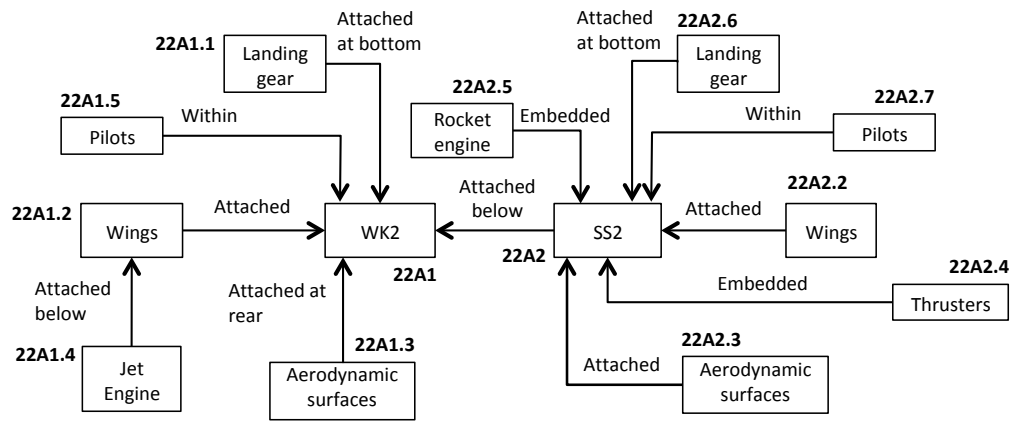 22A1.1
Landing
gear
Attached
at bottom
Attached
at bottom
22A2.6
Landing
gear
22A1.5
Pilots
Within
22A2.5
Rocket
engine
Embedded
Within
22A2.7
Pilots
22A1.2
Wings
Attached
WK2
22A1
Attached
below
SS2
22A2
Attached
22A2.2
Wings
Attached
below
22A1.4
Jet
Engine
Attached at
rear
22A1.3
Aerodynamic
surfaces
Embedded
22A2.4
Thrusters
Attached
22A2.3
Aerodynamic
surfaces